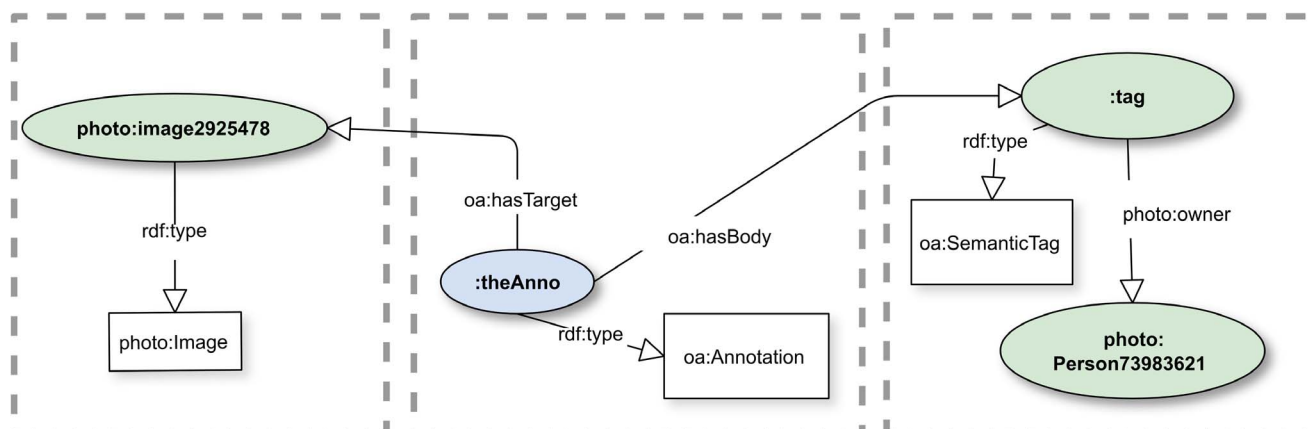 photo:image2925478
rdf:type
photo:Image
oa:hasTarget
:theAnno
oa:hasBody
rdf:type
oa:Annotation
:tag
rdf:type
oa:SemanticTag
photo:owner
photo:
Person73983621